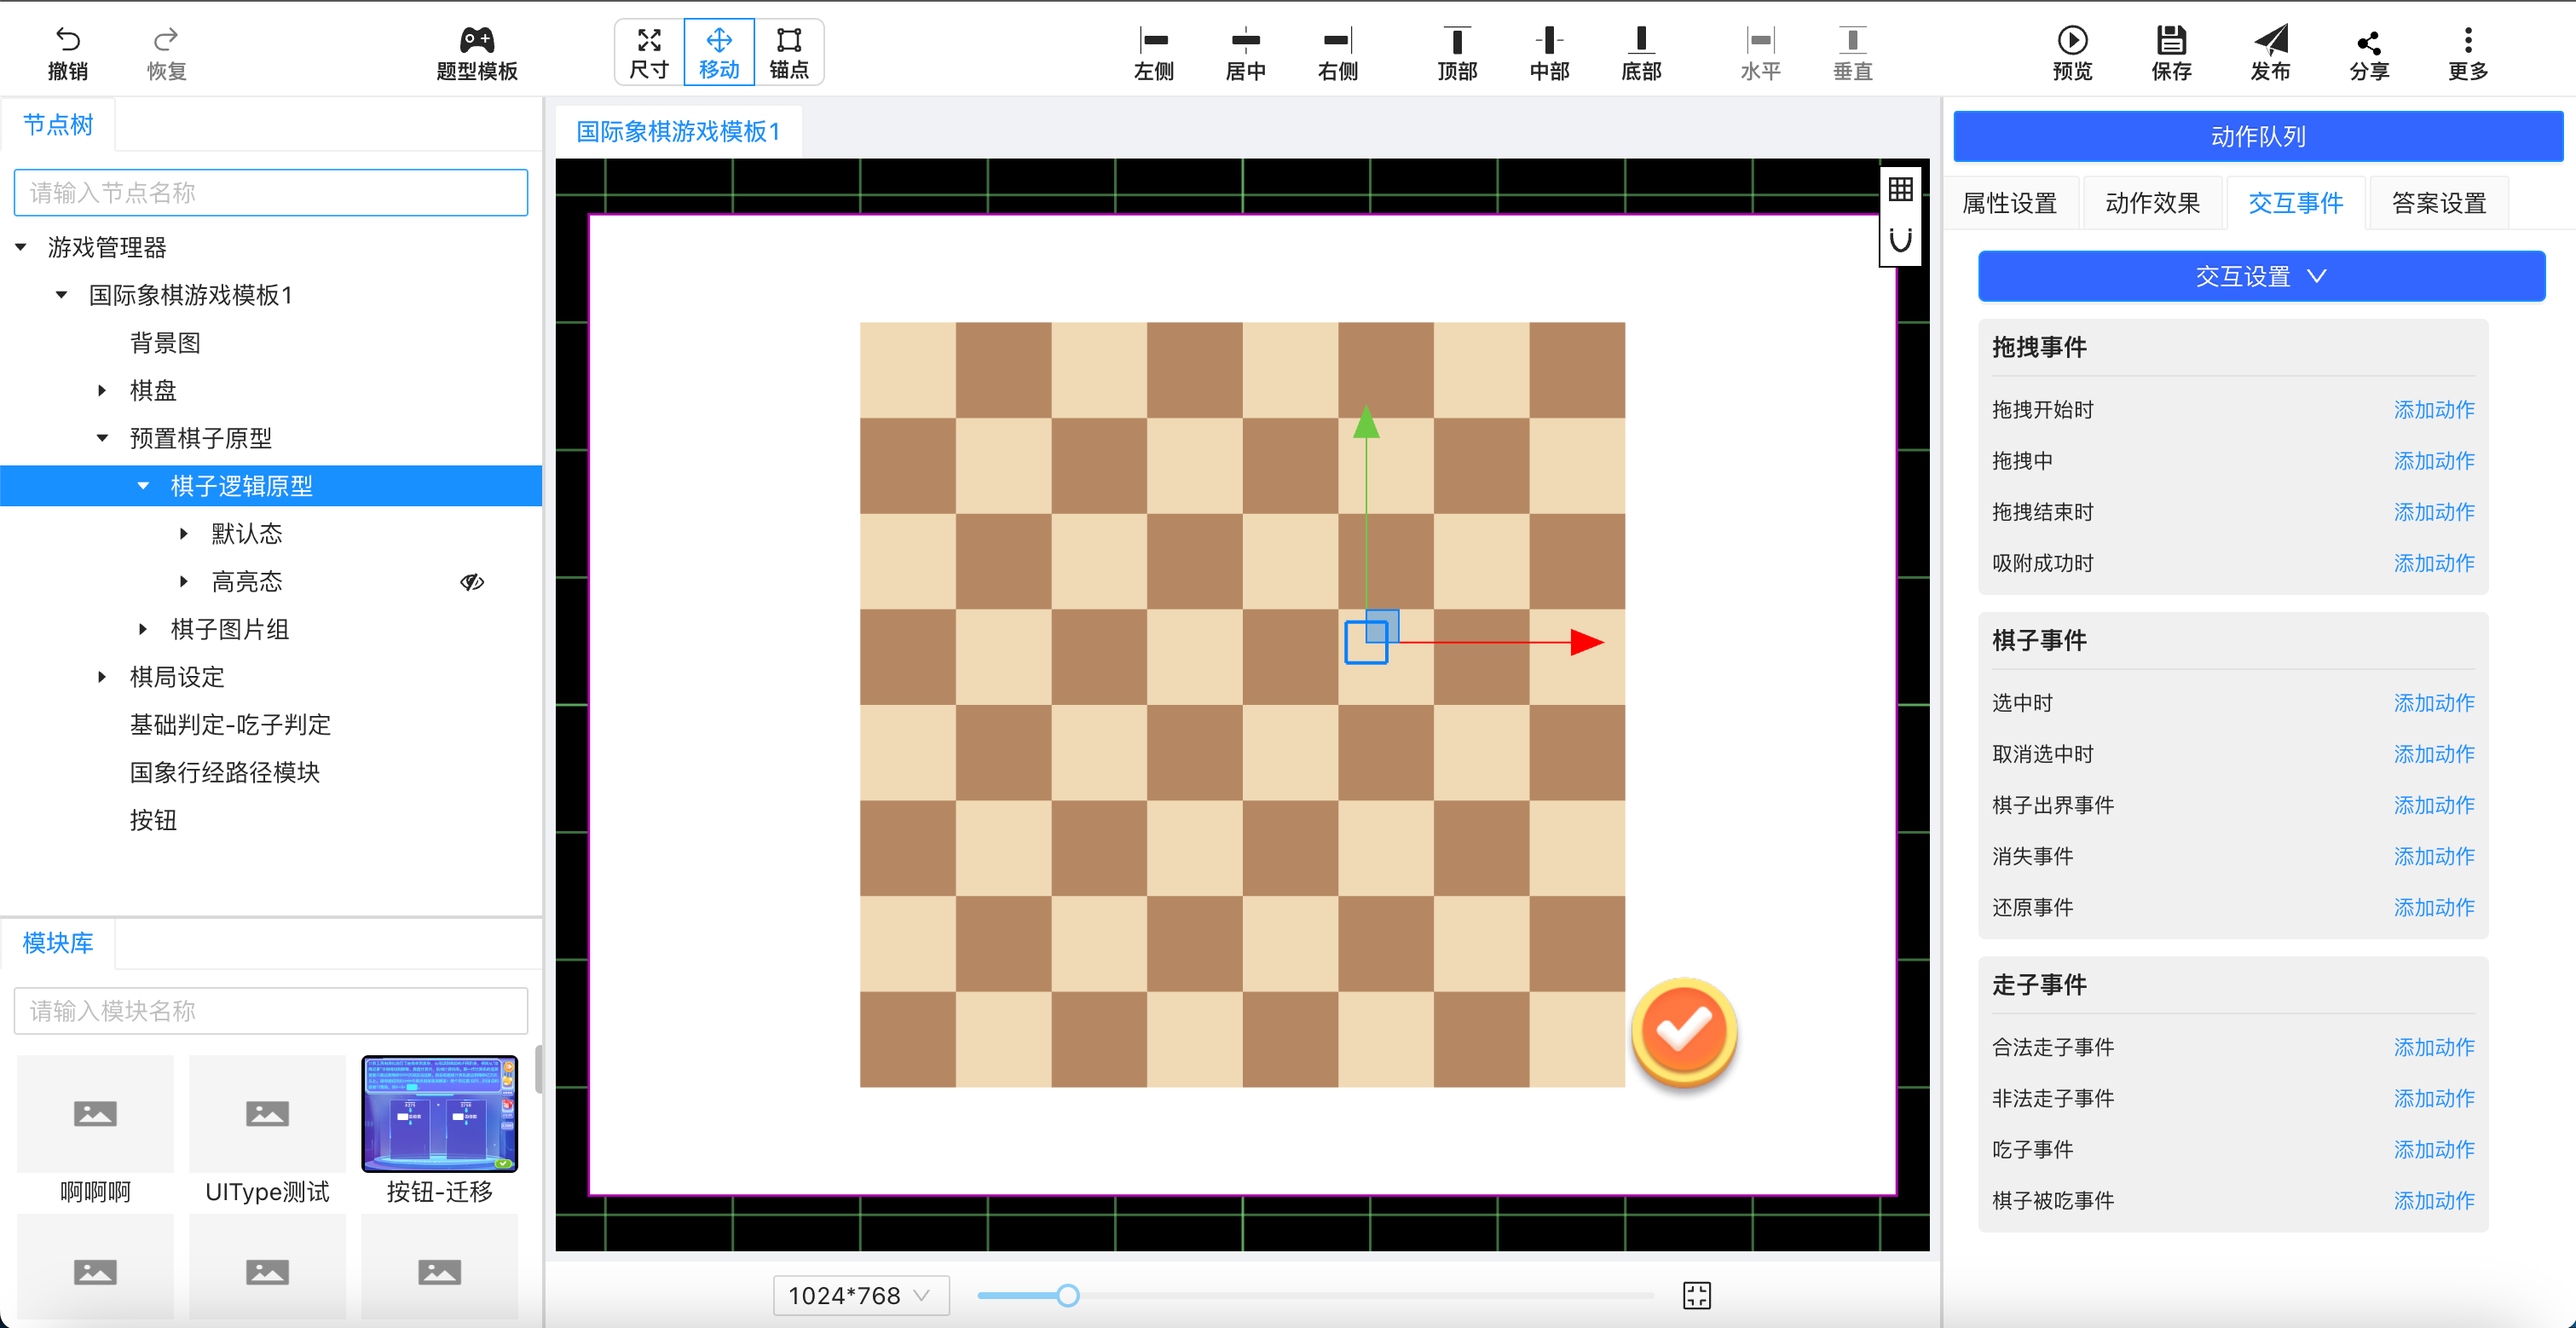 撤销
恢复
题型模板
尺寸
移动
锚点
左侧
居中
右侧
顶部
中部
底部
水平
垂直
预览
保存
发布
分享
更多
节点树
请输入节点名称
游戏管理器
国际象棋游戏模板1
背景图
棋盘
预置棋子原型
棋子逻辑原型
默认态
高亮态
棋子图片组
棋局设定
基础判定-吃子判定
国象行经路径模块
按钮
模块库
请输入模块名称
啊啊啊
UIType测试
按钮-迁移
国际象棋游戏模板1
1024*768
动作队列
属性设置
动作效果
交互事件
答案设置
交互设置
拖拽事件
拖拽开始时 添加动作
拖拽中 添加动作
拖拽结束时 添加动作
吸附成功时 添加动作
棋子事件
选中时 添加动作
取消选中时 添加动作
棋子出界事件 添加动作
消失事件 添加动作
还原事件 添加动作
走子事件
合法走子事件 添加动作
非法走子事件 添加动作
吃子事件 添加动作
棋子被吃事件 添加动作